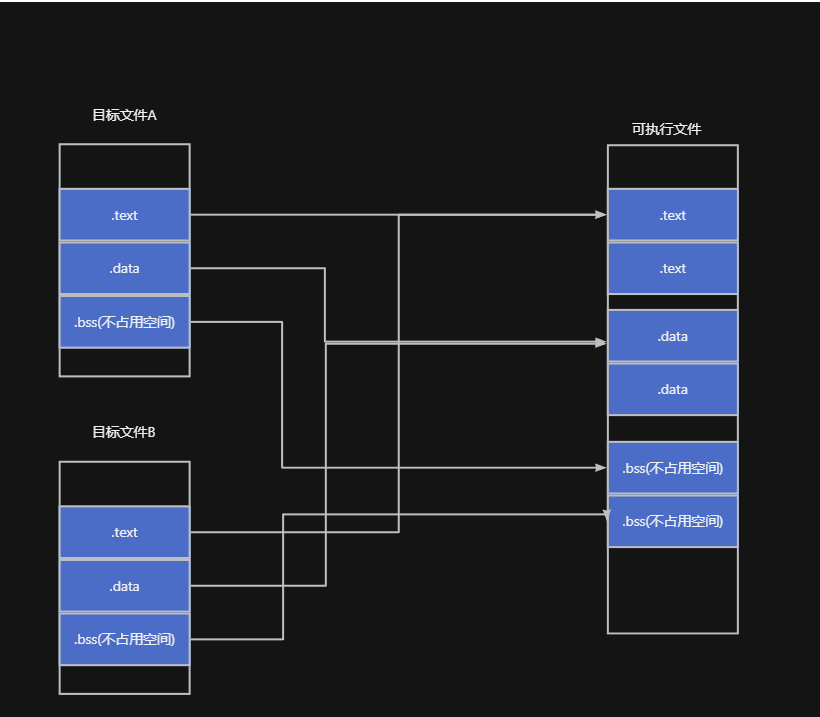 目标文件A
.text
.data
.bss(不占用空间)
目标文件B
.text
.data
.bss(不占用空间)
可执行文件
.text
.text
.data
.data
.bss(不占用空间)
.bss(不占用空间)